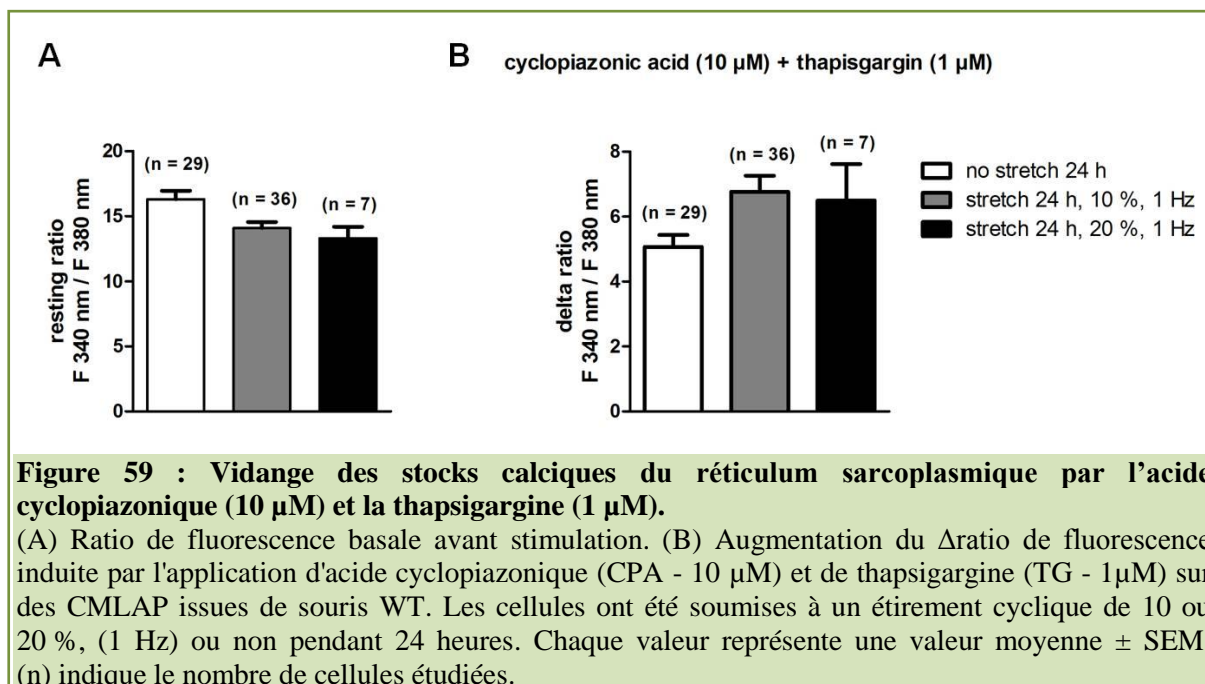 A
B cyclopiazonic acid (10 µM) + thapisgargin (1 µM)
resting ratio
F 340 nm / F 380 nm
20
15
10
5
0
(n = 29)
(n = 36)
(n = 7)
delta ratio
F 340 nm / F 380 nm
8
6
4
2
0
(n = 29)
(n = 36)
(n = 7)
no stretch 24 h
stretch 24 h, 10 %, 1 Hz
stretch 24 h, 20 %, 1 Hz
Figure 59 : Vidange des stocks calciques du réticulum sarcoplasmique par l’acide
cyclopiazonique (10 µM) et la thapsigargine (1 µM).
(A) Ratio de fluorescence basale avant stimulation. (B) Augmentation du Δratio de fluorescence
induite par l'application d'acide cyclopiazonique (CPA - 10 µM) et de thapsigargine (TG - 1µM) sur
des CMLAP issues de souris WT. Les cellules ont été soumises à un étirement cyclique de 10 ou
20 %, (1 Hz) ou non pendant 24 heures. Chaque valeur représente une valeur moyenne ± SEM
(n) indique le nombre de cellules étudiées.